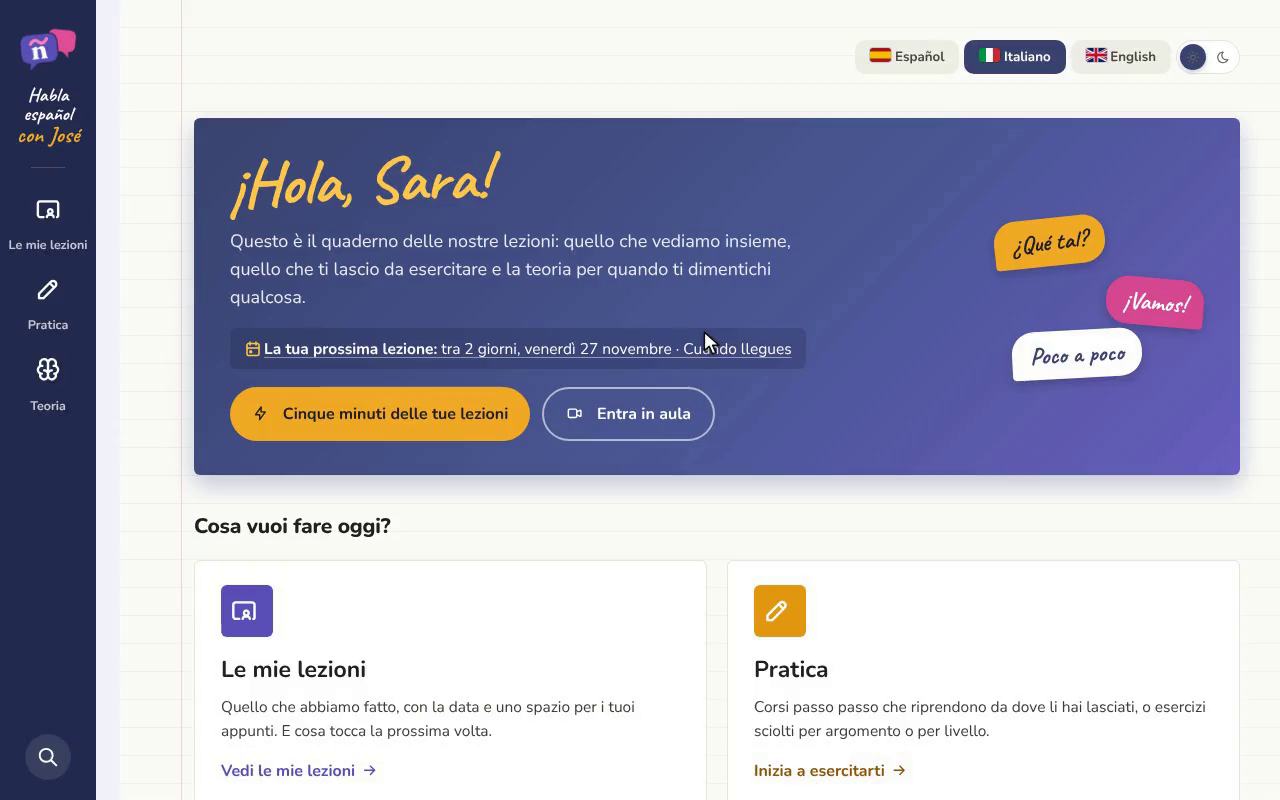 ñ
Habla
español
con José
Le mie lezioni
Pratica
Teoria
Español
Italiano
English
¡Hola, Sara!
Questo è il quaderno delle nostre lezioni: quello che vediamo insieme,
quello che ti lascio da esercitare e la teoria per quando ti dimentichi
qualcosa.
La tua prossima lezione: tra 2 giorni, venerdì 27 novembre · Cuando llegues
Cinque minuti delle tue lezioni
Entra in aula
¿Qué tal?
¡Vamos!
Poco a poco
Cosa vuoi fare oggi?
Le mie lezioni
Quello che abbiamo fatto, con la data e uno spazio per i tuoi
appunti. E cosa tocca la prossima volta.
Vedi le mie lezioni →
Pratica
Corsi passo passo che riprendono da dove li hai lasciati, o esercizi
sciolti per argomento o per livello.
Inizia a esercitarti →